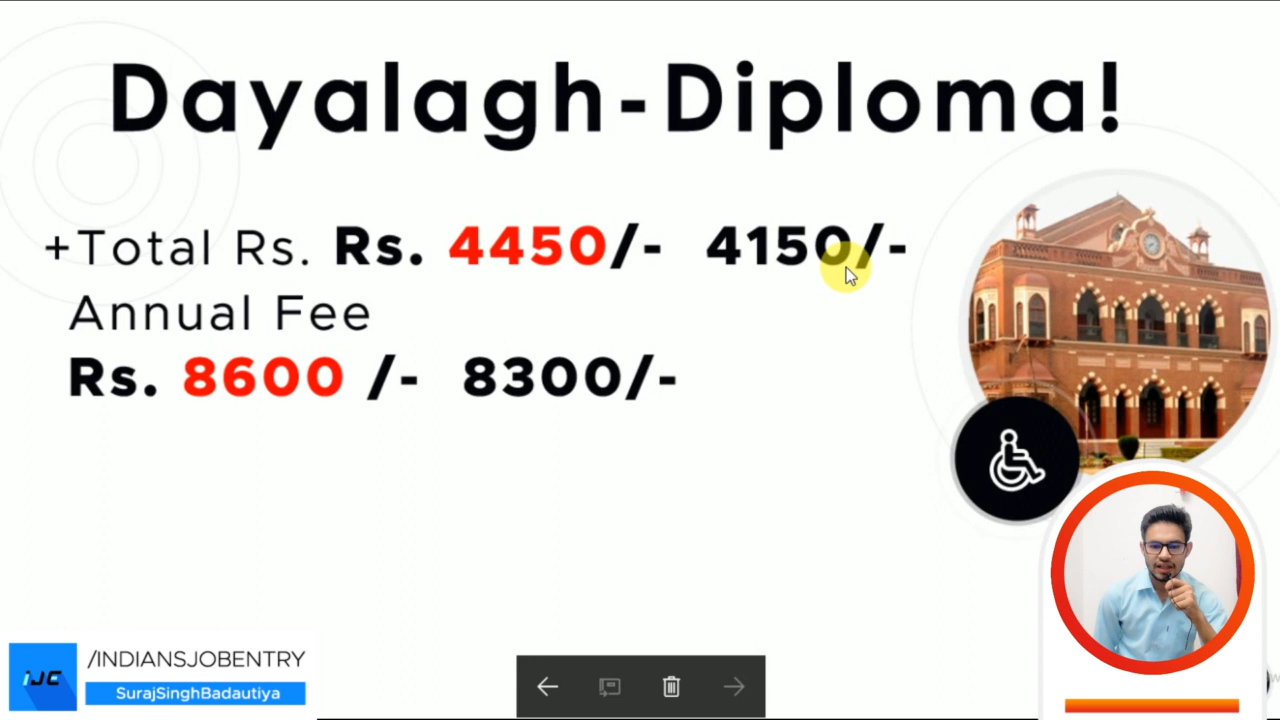 Dayalagh-Diploma!
+Total Rs. Rs. 4450/- 4150/-
Annual Fee
Rs. 8600 /- 8300/-
iJC
/INDIANSJOBENTRY
SurajSinghBadautiya